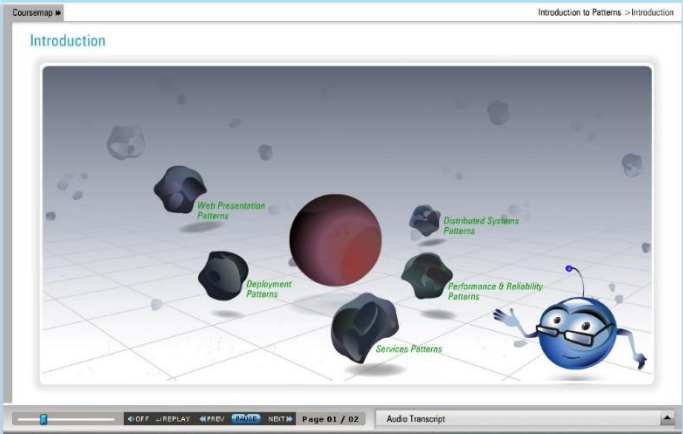 Coursemap
Introduction to Patterns > Introduction
Introduction
Web Presentation
Patterns
Distributed Systems
Patterns
Deployment
Patterns
Performance & Reliability
Patterns
Services Patterns
OFF REPLAY PREV PAUSE NEXT Page 01 / 02
Audio Transcript